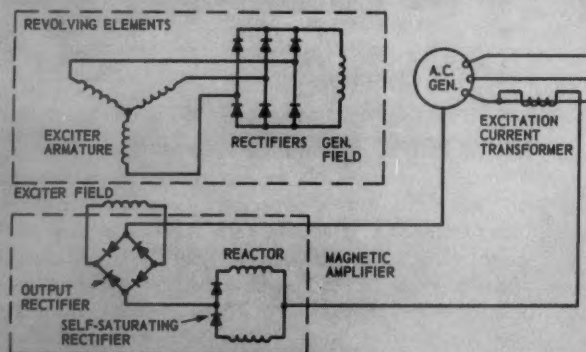 REVOLVING ELEMENTS
EXCITER
ARMATURE
RECTIFIERS
GEN.
FIELD
A.C.
GEN.
EXCITATION
CURRENT
TRANSFORMER
EXCITER FIELD
REACTOR
MAGNETIC
AMPLIFIER
OUTPUT
RECTIFIER
SELF-SATURATING
RECTIFIER